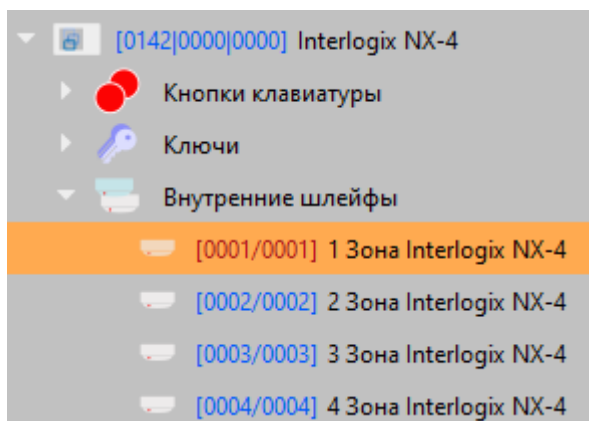 [0142|0000|0000] Interlogix NX-4
Кнопки клавиатуры
Ключи
Внутренние шлейфы
[0001/0001] 1 Зона Interlogix NX-4
[0002/0002] 2 Зона Interlogix NX-4
[0003/0003] 3 Зона Interlogix NX-4
[0004/0004] 4 Зона Interlogix NX-4